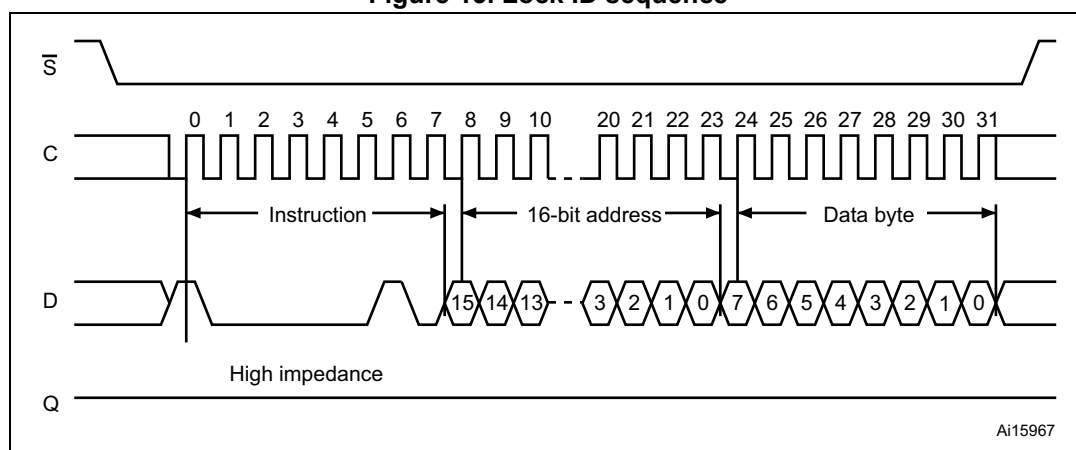 Figure 16. Lock ID sequence
S
0 1 2 3 4 5 6 7 8 9 10 20 21 22 23 24 25 26 27 28 29 30 31
C
Instruction 16-bit address Data byte
D 15 14 13 3 2 1 0 7 6 5 4 3 2 1 0
High impedance
Q
Ai15967